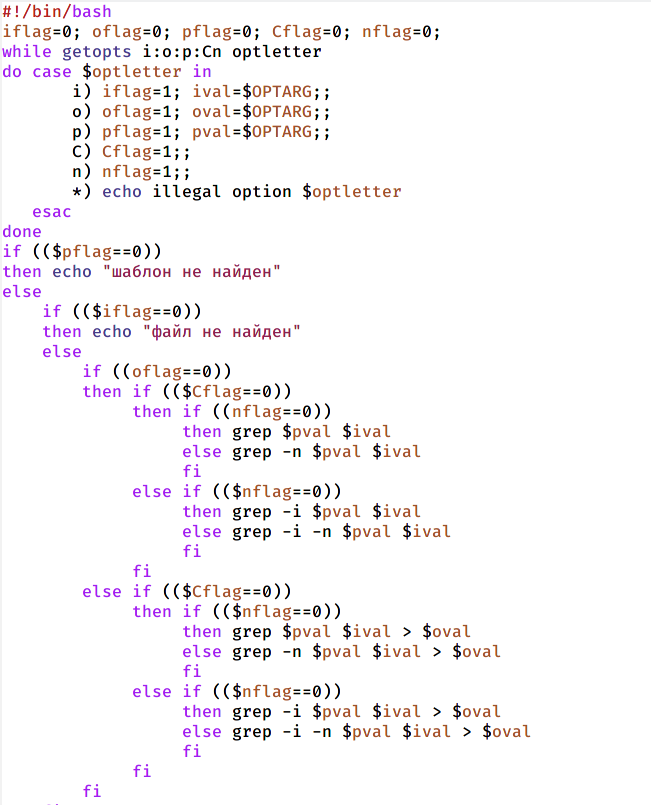 #!/bin/bash
iflag=0; oflag=0; pflag=0; Cflag=0; nflag=0;
while getopts i:o:p:Cn optletter
do case $optletter in
       i) iflag=1; ival=$OPTARG;;
       o) oflag=1; oval=$OPTARG;;
       p) pflag=1; pval=$OPTARG;;
       C) Cflag=1;;
       n) nflag=1;;
       *) echo illegal option $optletter
   esac
done
if (($pflag==0))
then echo "шаблон не найден"
else
    if (($iflag==0))
    then echo "файл не найден"
    else
        if ((oflag==0))
        then if (($Cflag==0))
             then if ((nflag==0))
                  then grep $pval $ival
                  else grep -n $pval $ival
                  fi
             else if (($nflag==0))
                  then grep -i $pval $ival
                  else grep -i -n $pval $ival
                  fi
             fi
        else if (($Cflag==0))
             then if (($nflag==0))
                  then grep $pval $ival > $oval
                  else grep -n $pval $ival > $oval
                  fi
             else if (($nflag==0))
                  then grep -i $pval $ival > $oval
                  else grep -i -n $pval $ival > $oval
                  fi
             fi
        fi